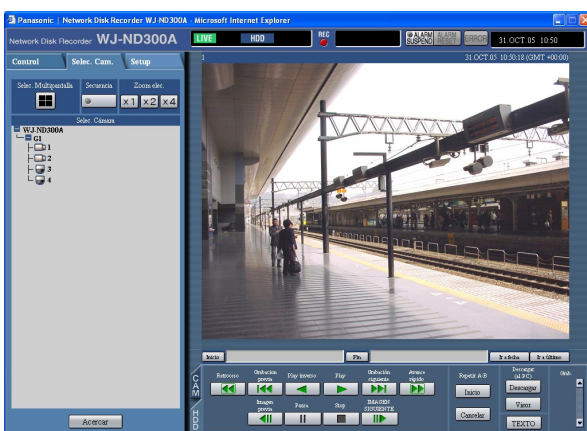 Panasonic | Network Disk Recorder WJ-ND300A - Microsoft Internet Explorer
Network Disk Recorder WJ-ND300A
LIVE HDD REC ALARM SUSPEND ALARM RESET ERROR 31.OCT.05 10:50
Control Selec. Cam. Setup
1 31.OCT.05 10:50:18 (GMT +00:00)
Selec. Multipantalla Secuencia Zoom elec.
x1 x2 x4
Selec. Cámara
WJ-ND300A
G1
1
2
3
4
Inicio Fin Ir a fecha Ir a último
CAM
Retroceso Grabación previa Play inverso Play Grabación siguiente Avance rápido Repetir A-B Descargar (al PC) Grab.
Inicio Descargar
HDD
Imagen previa Pausa Stop IMAGEN SIGUIENTE Cancelar Visor
TEXTO
Acercar